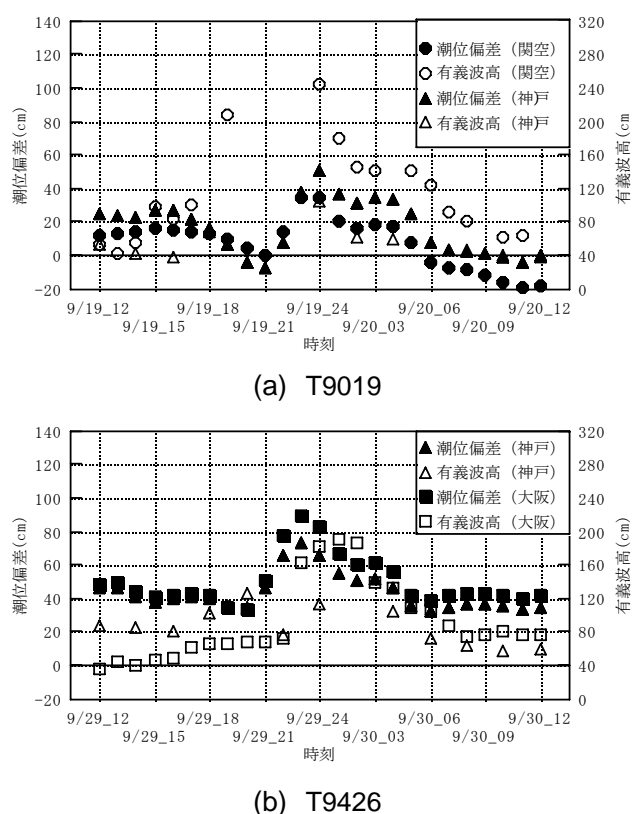 140 320
120 280
100 240
80 200
60 160
40 120
20 80
0 40
−20 0
潮位偏差(cm)
有義波高(cm)
潮位偏差（関空）
有義波高（関空）
潮位偏差（神戸
有義波高（神戸
9/19_12 9/19_18 9/19_24 9/20_06 9/20_12
9/19_15 9/19_21 9/20_03 9/20_09
時刻
(a) T9019
140 320
120 280
100 240
80 200
60 160
40 120
20 80
0 40
−20 0
潮位偏差(cm)
有義波高(cm)
潮位偏差（神戸）
有義波高（神戸）
潮位偏差（大阪）
有義波高（大阪）
9/29_12 9/29_18 9/29_24 9/30_06 9/30_12
9/29_15 9/29_21 9/30_03 9/30_09
時刻
(b) T9426